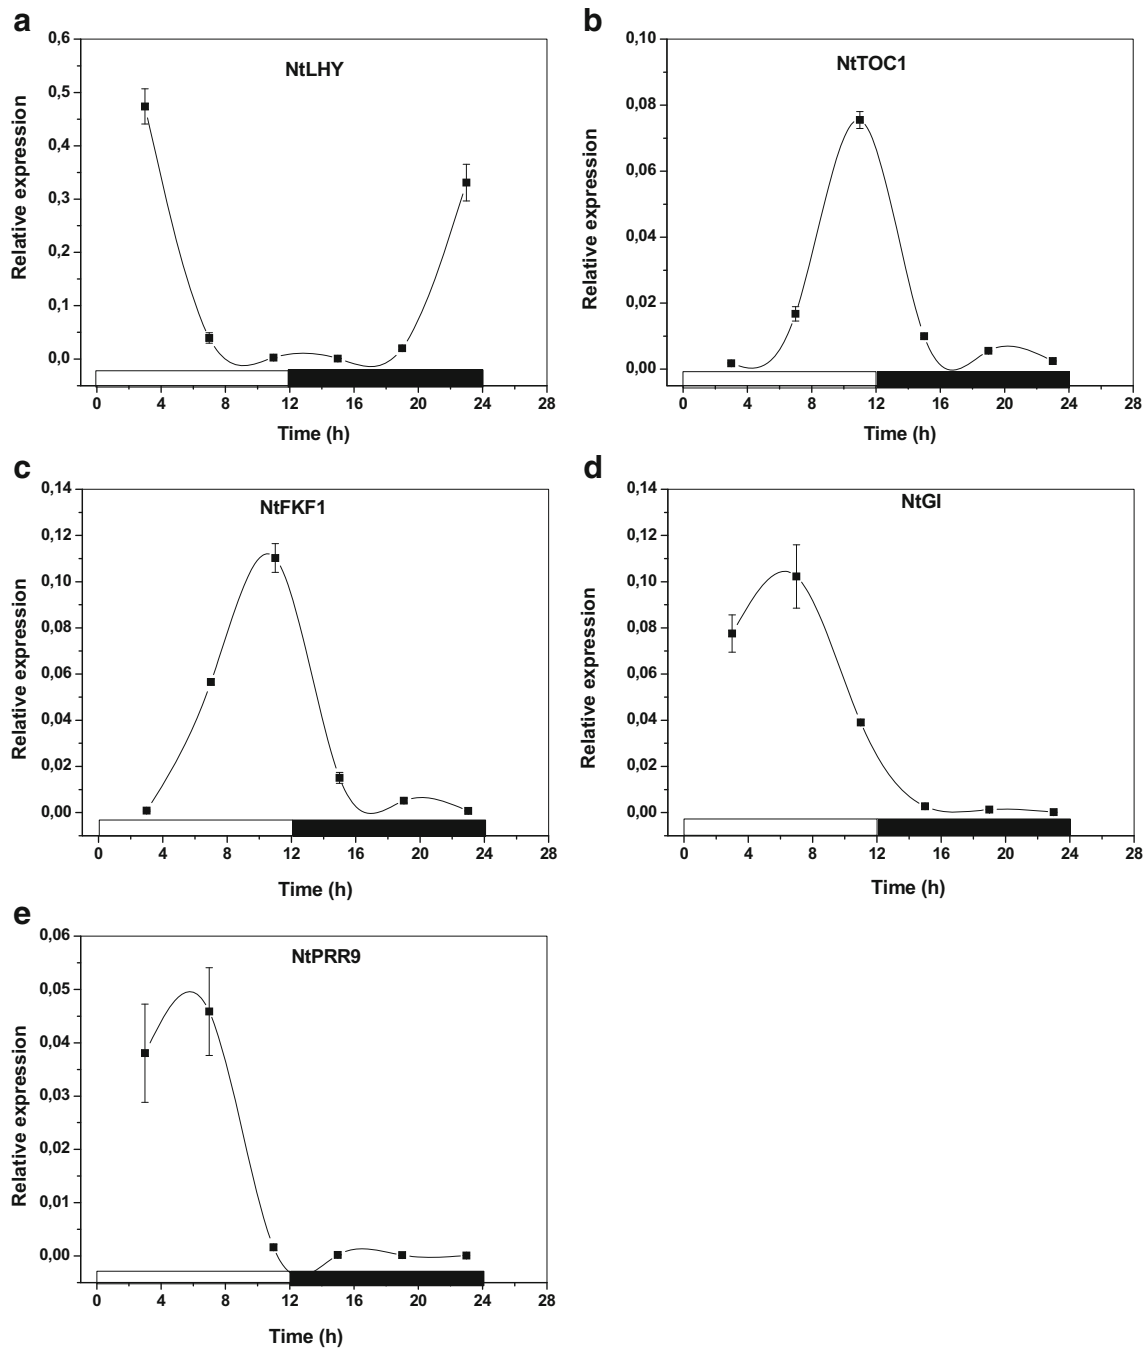 a
NtLHY
Relative expression
0,6
0,5
0,4
0,3
0,2
0,1
0,0
0 4 8 12 16 20 24 28
Time (h)
b
NtTOC1
Relative expression
0,10
0,08
0,06
0,04
0,02
0,00
0 4 8 12 16 20 24 28
Time (h)
c
NtFKF1
Relative expression
0,14
0,12
0,10
0,08
0,06
0,04
0,02
0,00
0 4 8 12 16 20 24 28
Time (h)
d
NtGI
Relative expression
0,14
0,12
0,10
0,08
0,06
0,04
0,02
0,00
0 4 8 12 16 20 24 28
Time (h)
e
NtPRR9
Relative expression
0,06
0,05
0,04
0,03
0,02
0,01
0,00
0 4 8 12 16 20 24 28
Time (h)